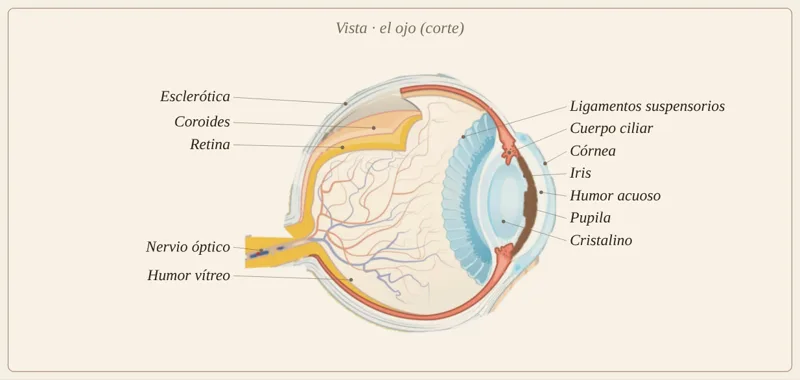 Vista · el ojo (corte)
Esclerótica
Coroides
Retina
Nervio óptico
Humor vítreo
Ligamentos suspensorios
Cuerpo ciliar
Córnea
Iris
Humor acuoso
Pupila
Cristalino